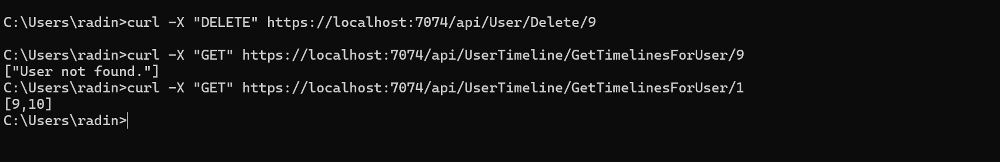 C:\Users\radin>curl -X "DELETE" https://localhost:7074/api/User/Delete/9
C:\Users\radin>curl -X "GET" https://localhost:7074/api/UserTimeline/GetTimelinesForUser/9
["User not found."]
C:\Users\radin>curl -X "GET" https://localhost:7074/api/UserTimeline/GetTimelinesForUser/1
[9,10]
C:\Users\radin>